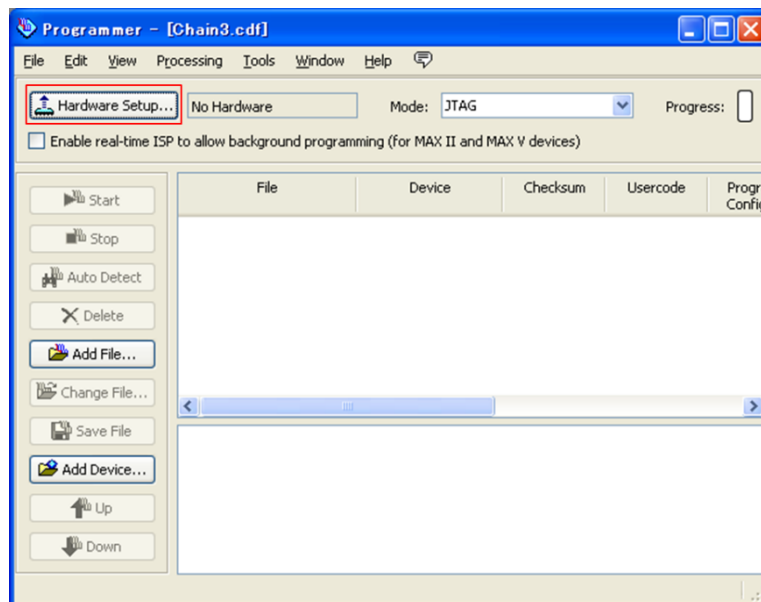 Programmer - [Chain3.cdf]
File Edit View Processing Tools Window Help
Hardware Setup... No Hardware Mode: JTAG Progress:
Enable real-time ISP to allow background programming (for MAX II and MAX V devices)
File Device Checksum Usercode Progr
Confi
Start
Stop
Auto Detect
Delete
Add File...
Change File...
Save File
Add Device...
Up
Down